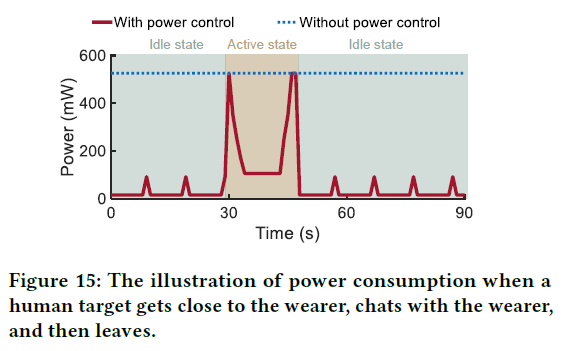 With power control Without power control
Idle state Active state Idle state
600
400
200
0
Power (mW)
0 30 60 90
Time (s)
Figure 15: The illustration of power consumption when a
human target gets close to the wearer, chats with the wearer,
and then leaves.